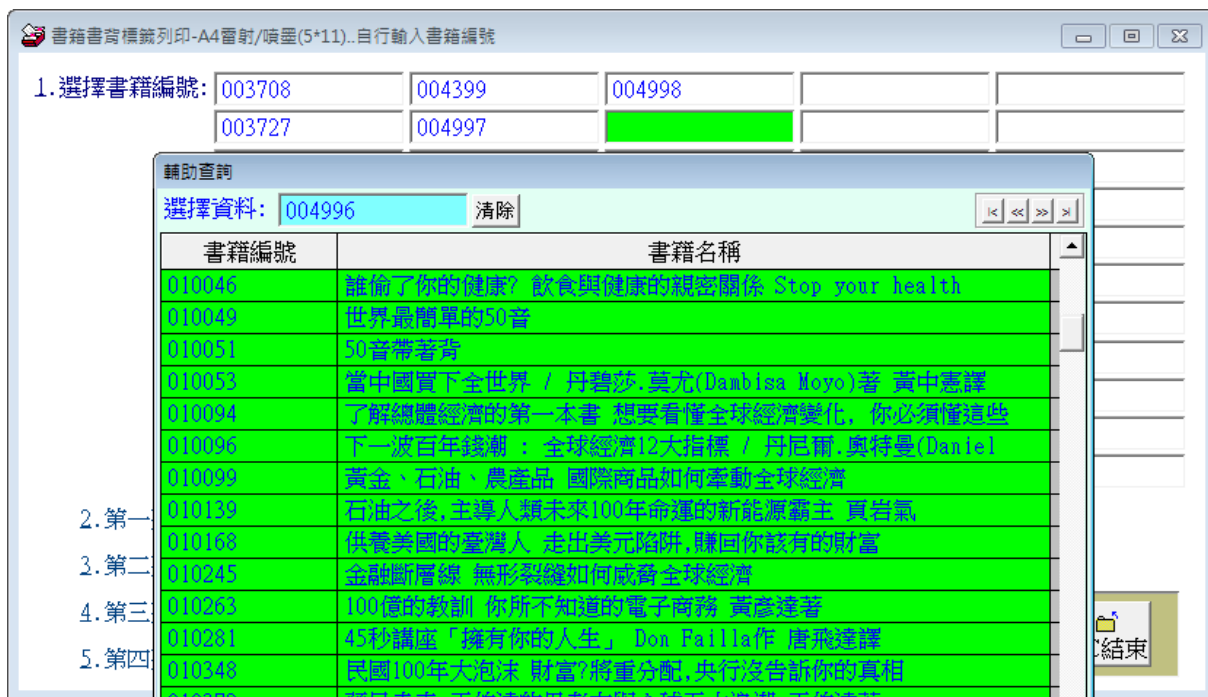 書籍書背標籤列印-A4雷射/噴墨(5*11)..自行輸入書籍編號
1.選擇書籍編號: 003708 004399 004998
003727 004997
輔助查詢
選擇資料: 004996 清除
書籍編號 書籍名稱
010046 誰偷了你的健康? 飲食與健康的親密關係 Stop your health
010049 世界最簡單的50音
010051 50音帶著背
010053 當中國買下全世界 / 丹碧莎.莫尤(Dambisa Moyo)著 黃中憲譯
010094 了解總體經濟的第一本書 想要看懂全球經濟變化, 你必須懂這些
010096 下一波百年錢潮 : 全球經濟12大指標 / 丹尼爾.奧特曼(Daniel
010099 黃金、石油、農產品 國際商品如何牽動全球經濟
010139 石油之後,主導人類未來100年命運的新能源霸主 頁岩氣
2.第一
010168 供養美國的臺灣人 走出美元陷阱,賺回你該有的財富
3.第二
010245 金融斷層線 無形裂縫如何威脅全球經濟
4.第三
010263 100億的教訓 你所不知道的電子商務 黃彥達著
010281 45秒講座「擁有你的人生」 Don Failla作 唐飛達譯
5.第四
結束
010348 民國100年大泡沫 財富?將重分配,央行沒告訴你的真相